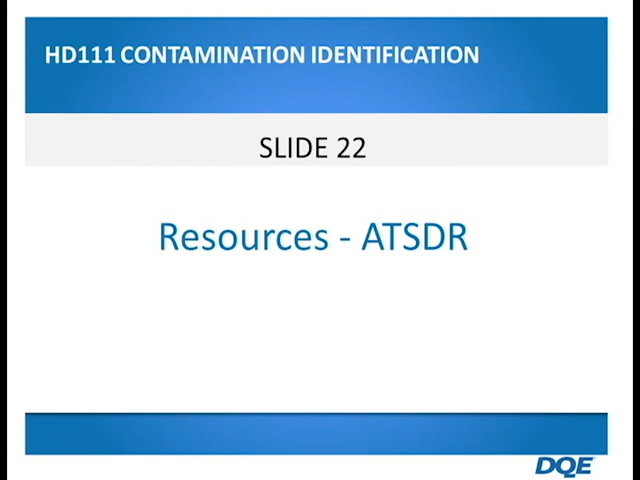 HD111 CONTAMINATION IDENTIFICATION
SLIDE 22
Resources - ATSDR
DQE